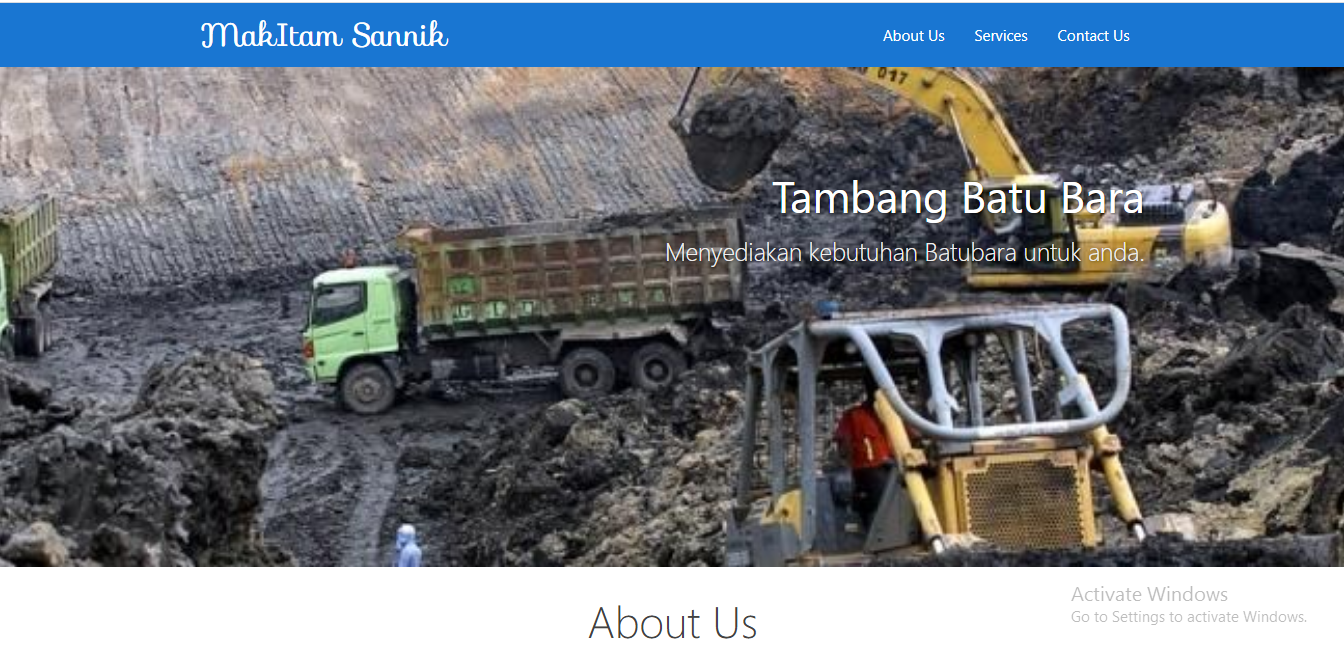 MakItam Sannik
About Us Services Contact Us
017
Tambang Batu Bara
Menyediakan kebutuhan Batubara untuk anda.
About Us
Activate Windows
Go to Settings to activate Windows.